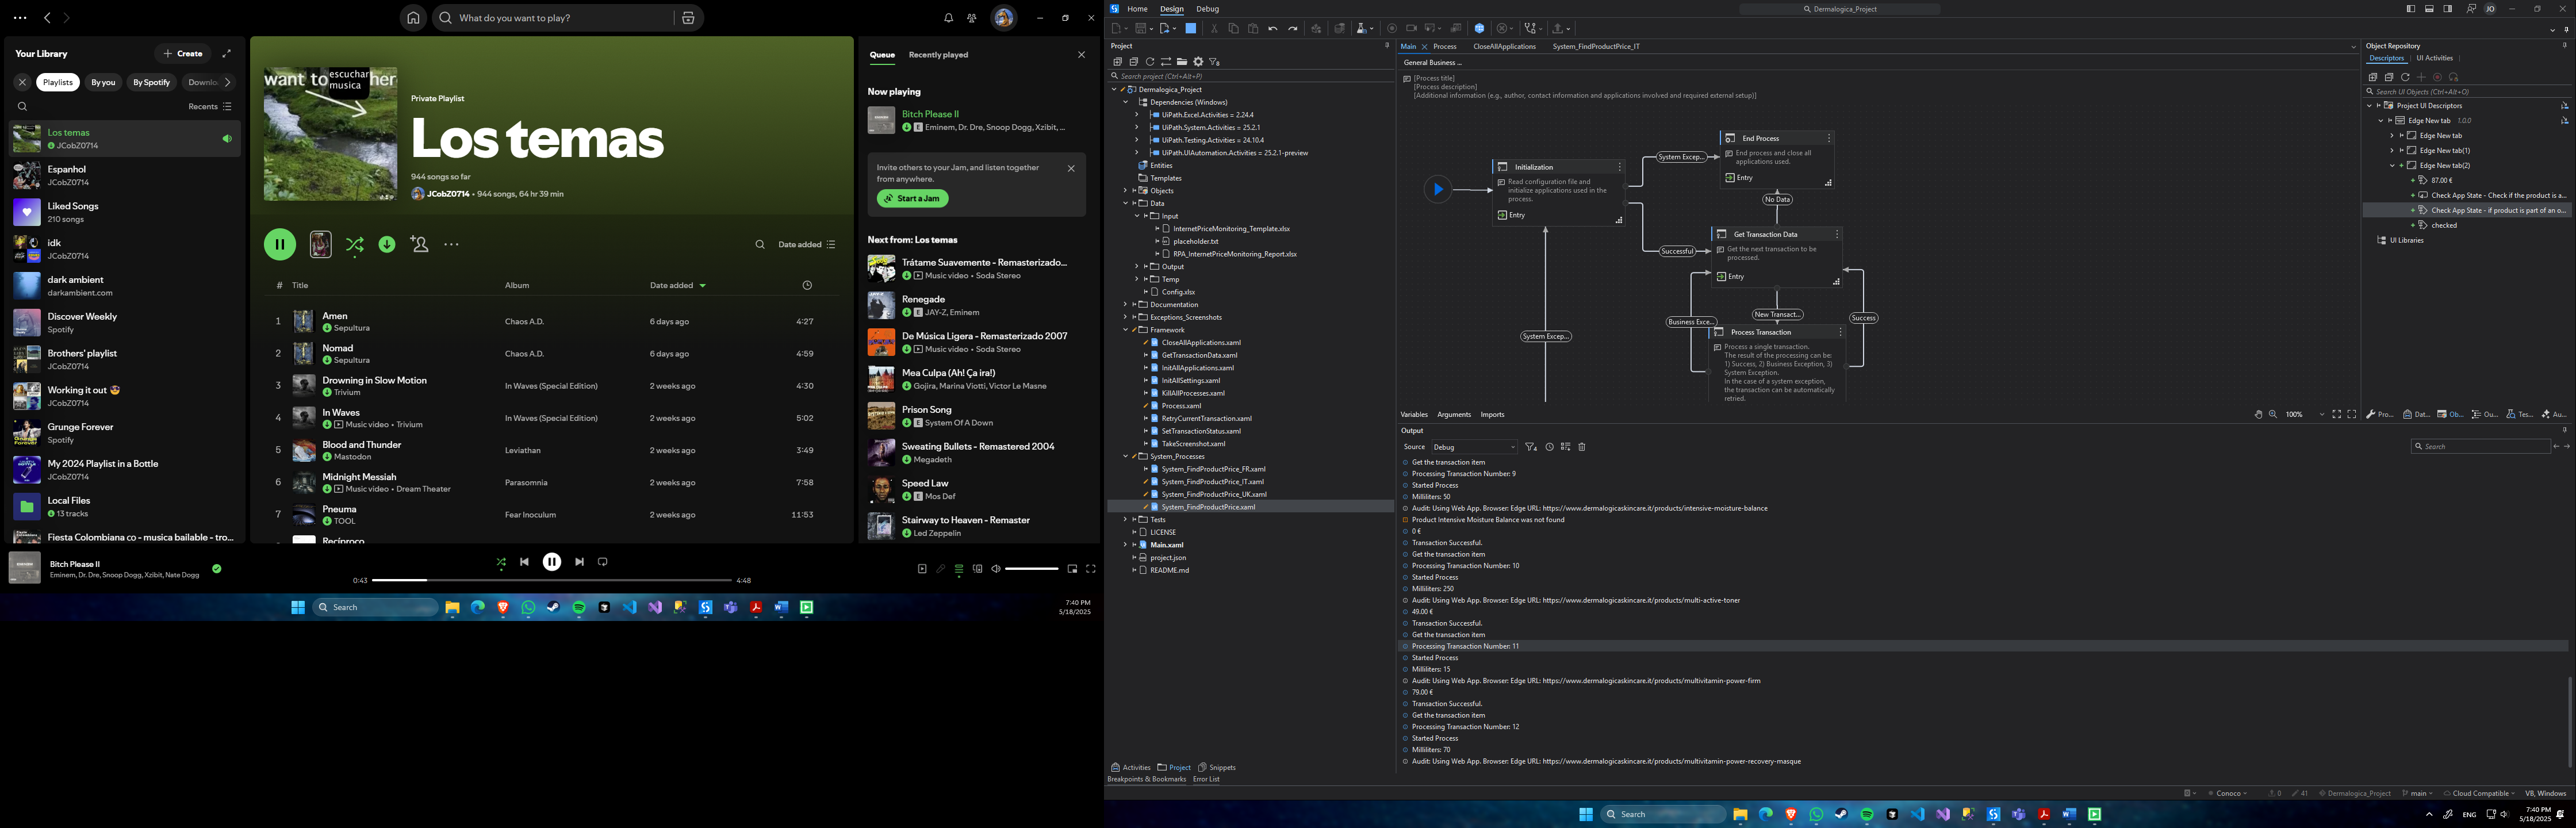 What do you want to play?
Your Library
Create
Playlists
By you
By Spotify
Downlo
Recents
Los temas
JCobZ0714
Espanhol
JCobZ0714
Liked Songs
210 songs
idk
JCobZ0714
dark ambient
darkambient.com
Discover Weekly
Spotify
Brothers' playlist
JCobZ0714
Working it out 😎
JCobZ0714
Grunge Forever
Spotify
My 2024 Playlist in a Bottle
JCobZ0714
Local Files
13 tracks
Fiesta Colombiana co - musica bailable - tro...
want to escuchar musica her
Private Playlist
Los temas
944 songs so far
JCobZ0714 • 944 songs, 64 hr 39 min
Date added
# Title Album Date added
1 Amen Chaos A.D. 6 days ago 4:27
Sepultura
2 Nomad Chaos A.D. 6 days ago 4:59
Sepultura
3 Drowning in Slow Motion In Waves (Special Edition) 2 weeks ago 4:30
Trivium
4 In Waves In Waves (Special Edition) 2 weeks ago 5:02
Music video • Trivium
5 Blood and Thunder Leviathan 2 weeks ago 3:49
Mastodon
6 Midnight Messiah Parasomnia 2 weeks ago 7:58
Music video • Dream Theater
7 Pneuma Fear Inoculum 2 weeks ago 11:53
TOOL
Recíproco
Queue Recently played
Now playing
Bitch Please II
E Eminem, Dr. Dre, Snoop Dogg, Xzibit, ...
Invite others to your Jam, and listen together
from anywhere.
Start a Jam
Next from: Los temas
Trátame Suavemente - Remasterizado...
Music video • Soda Stereo
Renegade
E JAY-Z, Eminem
De Música Ligera - Remasterizado 2007
Music video • Soda Stereo
Mea Culpa (Ah! Ça ira!)
Gojira, Marina Viotti, Victor Le Masne
Prison Song
E System Of A Down
Sweating Bullets - Remastered 2004
Megadeth
Speed Law
E Mos Def
Stairway to Heaven - Remaster
Led Zeppelin
Bitch Please II
Eminem, Dr. Dre, Snoop Dogg, Xzibit, Nate Dogg
0:43
4:48
Search
7:40 PM
5/18/2025
Home Design Debug
Dermalogica_Project
JO
Project
Search project (Ctrl+Alt+P)
Dermalogica_Project
Dependencies (Windows)
UiPath.Excel.Activities = 2.24.4
UiPath.System.Activities = 25.2.1
UiPath.Testing.Activities = 24.10.4
UiPath.UIAutomation.Activities = 25.2.1-preview
Entities
Templates
Objects
Data
Input
InternetPriceMonitoring_Template.xlsx
placeholder.txt
RPA_InternetPriceMonitoring_Report.xlsx
Output
Temp
Config.xlsx
Documentation
Exceptions_Screenshots
Framework
CloseAllApplications.xaml
GetTransactionData.xaml
InitAllApplications.xaml
InitAllSettings.xaml
KillAllProcesses.xaml
Process.xaml
RetryCurrentTransaction.xaml
SetTransactionStatus.xaml
TakeScreenshot.xaml
System_Processes
System_FindProductPrice_FR.xaml
System_FindProductPrice_IT.xaml
System_FindProductPrice_UK.xaml
System_FindProductPrice.xaml
Tests
LICENSE
Main.xaml
project.json
README.md
Activities Project Snippets
Breakpoints & Bookmarks Error List
Main Process CloseAllApplications System_FindProductPrice_IT
General Business ...
[Process title]
[Process description]
[Additional information (e.g., author, contact information and applications involved and required external setup)]
Initialization
Read configuration file and
initialize applications used in the
process.
Entry
System Excep...
Successful
End Process
End process and close all
applications used.
Entry
No Data
Get Transaction Data
Get the next transaction to be
processed.
Entry
New Transact...
Business Exce...
Success
System Excep...
Process Transaction
Process a single transaction.
The result of the processing can be:
1) Success, 2) Business Exception, 3)
System Exception.
In the case of a system exception,
the transaction can be automatically
retried.
Variables Arguments Imports
100%
Object Repository
Descriptors UI Activities
Search UI Objects (Ctrl+Alt+O)
Project UI Descriptors
Edge New tab 1.0.0
Edge New tab
Edge New tab(1)
Edge New tab(2)
87.00 €
Check App State - Check if the product is a...
Check App State - if product is part of an o...
checked
UI Libraries
Pro... Dat... Ob... Ou... Tes... Au...
Output
Source Debug
Search
Get the transaction item
Processing Transaction Number: 9
Started Process
Milliliters: 50
Audit: Using Web App. Browser: Edge URL: https://www.dermalogicaskincare.it/products/intensive-moisture-balance
Product Intensive Moisture Balance was not found
0 €
Transaction Successful.
Get the transaction item
Processing Transaction Number: 10
Started Process
Milliliters: 250
Audit: Using Web App. Browser: Edge URL: https://www.dermalogicaskincare.it/products/multi-active-toner
49.00 €
Transaction Successful.
Get the transaction item
Processing Transaction Number: 11
Started Process
Milliliters: 15
Audit: Using Web App. Browser: Edge URL: https://www.dermalogicaskincare.it/products/multivitamin-power-firm
79.00 €
Transaction Successful.
Get the transaction item
Processing Transaction Number: 12
Started Process
Milliliters: 70
Audit: Using Web App. Browser: Edge URL: https://www.dermalogicaskincare.it/products/multivitamin-power-recovery-masque
Conoco 0 41 Dermalogica_Project main Cloud Compatible VB, Windows
Search
ENG
7:40 PM
5/18/2025